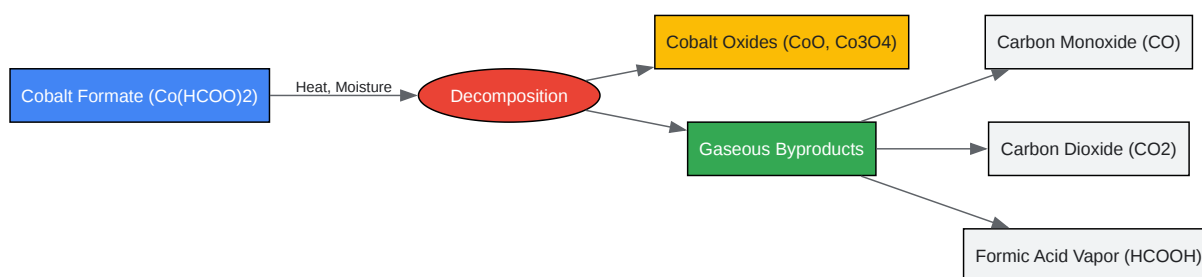 Cobalt Formate (Co(HCOO)2)
Heat, Moisture
Decomposition
Cobalt Oxides (CoO, Co3O4)
Gaseous Byproducts
Carbon Monoxide (CO)
Carbon Dioxide (CO2)
Formic Acid Vapor (HCOOH)